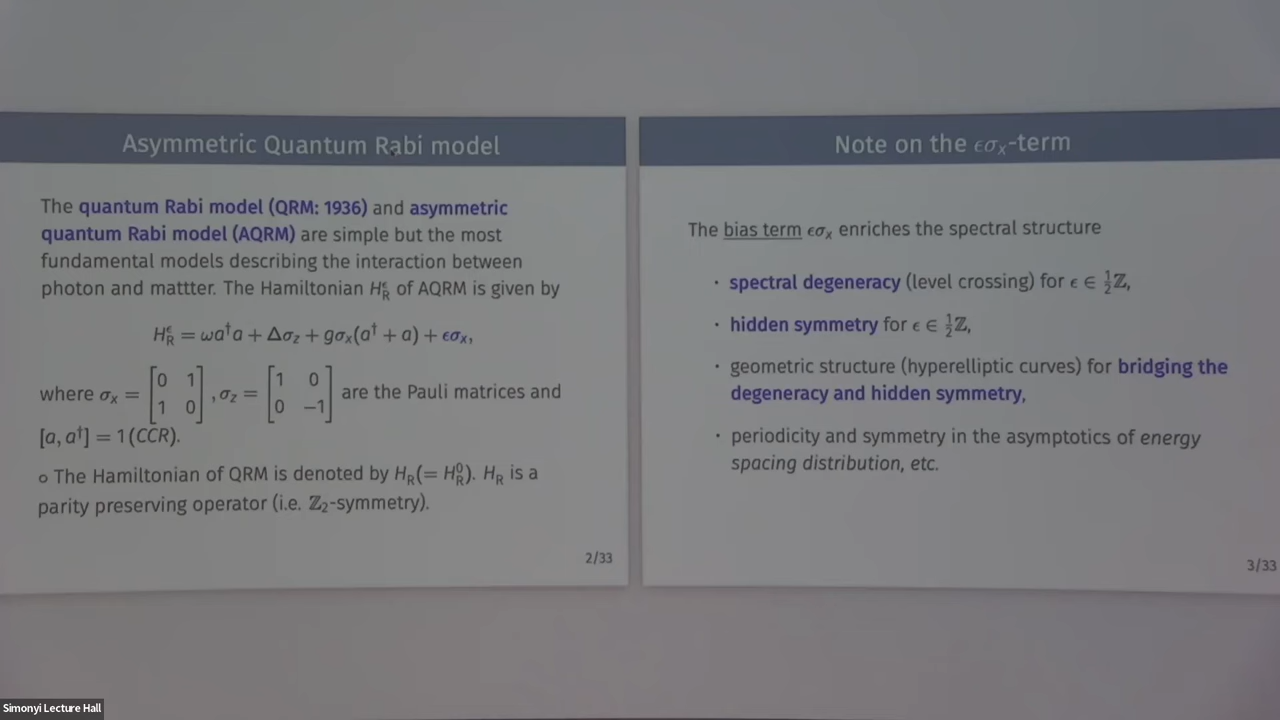 Asymmetric Quantum Rabi model
The quantum Rabi model (QRM: 1936) and asymmetric
quantum Rabi model (AQRM) are simple but the most
fundamental models describing the interaction between
photon and mattter. The Hamiltonian H_R^ϵ of AQRM is given by
H_R^ϵ = ωa†a + Δσ_z + gσ_x(a† + a) + ϵσ_x,
where σ_x = [0 1; 1 0], σ_z = [1 0; 0 −1] are the Pauli matrices and
[a, a†] = 1 (CCR).
○ The Hamiltonian of QRM is denoted by H_R(= H_R^0). H_R is a
parity preserving operator (i.e. ℤ_2-symmetry).
2/33
Note on the ϵσ_x-term
The bias term ϵσ_x enriches the spectral structure
· spectral degeneracy (level crossing) for ϵ ∈ ½ℤ,
· hidden symmetry for ϵ ∈ ½ℤ,
· geometric structure (hyperelliptic curves) for bridging the
degeneracy and hidden symmetry,
· periodicity and symmetry in the asymptotics of energy
spacing distribution, etc.
3/33
Simonyi Lecture Hall